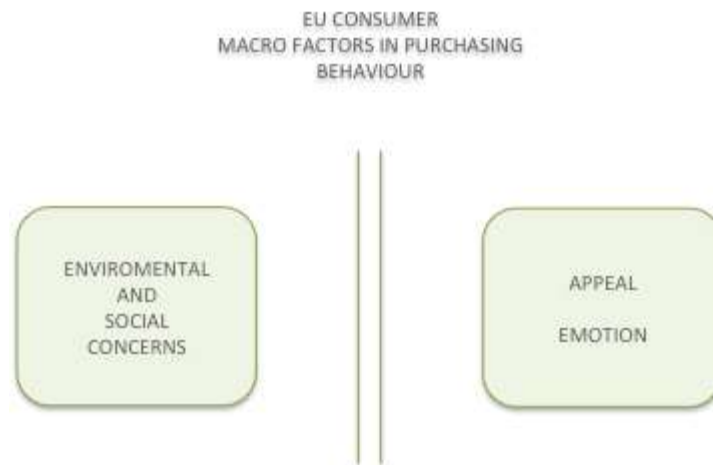 EU CONSUMER
MACRO FACTORS IN PURCHASING
BEHAVIOUR
ENVIROMENTAL
AND
SOCIAL
CONCERNS
APPEAL
EMOTION